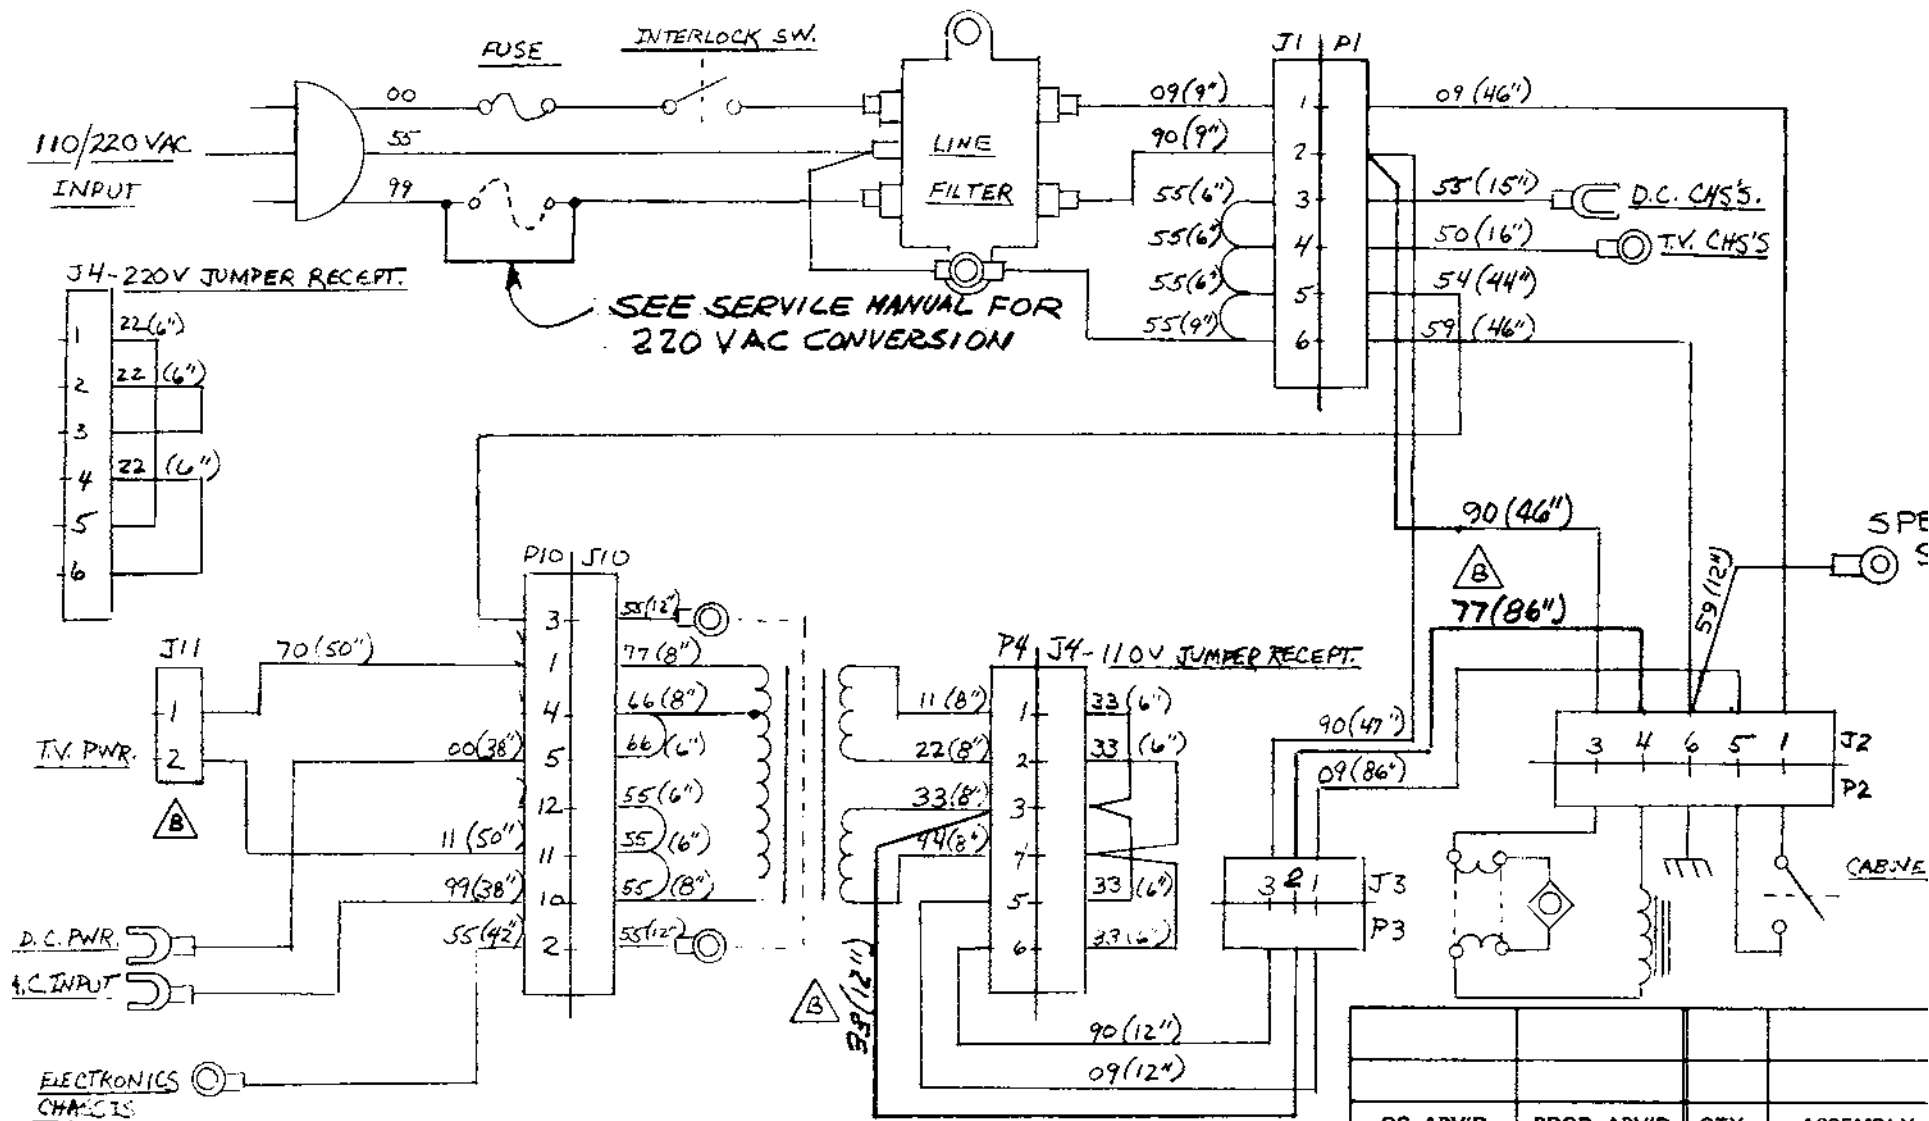 FUSE
INTERLOCK SW.
J1 P1
00
09(9")
1
09(46")
110/220 VAC
INPUT
55
LINE
FILTER
90(9")
2
99
55(6")
3
55(15")
D.C. CHS'S.
55(6")
4
50(16")
T.V. CHS'S
J4-220V JUMPER RECEPT.
55(6")
5
54(44")
SEE SERVICE MANUAL FOR
220 VAC CONVERSION
55(9")
6
59(46")
1 22(6")
2 22(6")
3
4 22(6")
5
6
90(46")
B
SPE
S
59(12")
77(86")
P10 J10
3 55(12")
J11
70(50")
1 77(8")
P4 J4-110V JUMPER RECEPT.
1
4 66(8")
11(8")
1 33(6")
90(47")
T.V. PWR.
2
00(38")
5 66(6")
22(8")
2 33(6")
09(86")
3 4 6 5 1
J2
P2
B
12 55(6")
33(8")
3
11(50")
11 55(6")
44(8")
7
99(38")
10 55(8")
5 33(6")
3 2 1
J3
P3
CABINE
D.C. PWR.
55(42")
2 55(12")
6 33(6")
A.C. INPUT
B
33(12")
90(12")
09(12")
ELECTRONICS
CHASSIS
QC APV'D PROD APV'D QTY ASSEMBLY